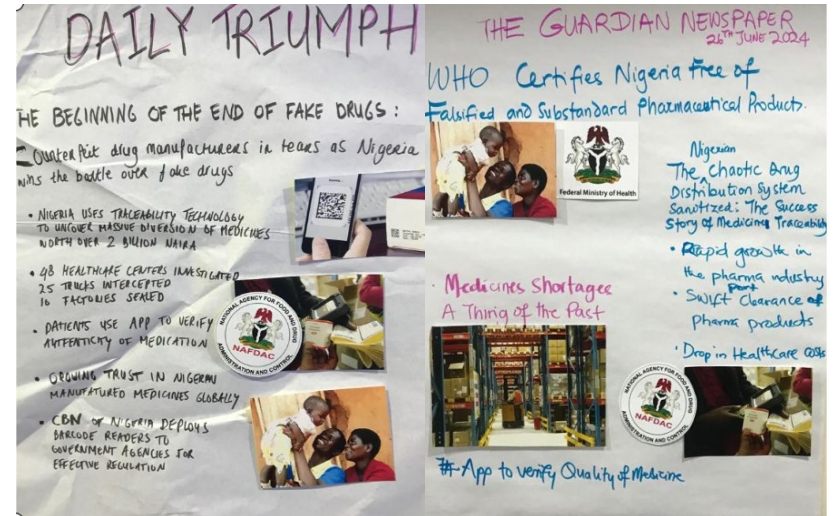 DAILY TRIUMPH
HE BEGINNING OF THE END OF FAKE DRUGS:
Counterfeit drug manufacturers in tears as Nigeria
wins the battle over fake drugs
• NIGERIA USES TRACEABILITY TECHNOLOGY
TO UNCOVER MASSIVE DIVERSION OF MEDICINES
WORTH OVER 2 BILLION NAIRA
• 48 HEALTHCARE CENTERS INVESTIGATED
25 TRUCKS INTERCEPTED
10 FACTORIES SEALED
• PATIENTS USE APP TO VERIFY
AUTHENTICITY OF MEDICATION
NATIONAL AGENCY FOR FOOD AND DRUG
NAFDAC
ADMINISTRATION AND CONTROL
• GROWING TRUST IN NIGERIAN
MANUFATURED MEDICINES GLOBALLY
• CBN OF NIGERIA DEPLOYS
BARCODE READERS TO
GOVERNMENT AGENCIES FOR
EFFECTIVE REGULATION
THE GUARDIAN NEWSPAPER
26TH JUNE 2024
WHO Certifies Nigeria Free of
Falsified and Substandard Pharmaceutical Products.
Federal Ministry of Health
Nigerian
The Chaotic Drug
Distribution System
Sanitized: The Success
Story of Medicines Traceability
• Rapid growth in
the pharma industry
• Swift Port Clearance of
Pharma products
• Drop in Healthcare costs
• Medicines Shortages
A Thing of the Past
NATIONAL AGENCY FOR FOOD AND DRUG
NAFDAC
ADMINISTRATION AND CONTROL
# App to verify Quality of Medicine